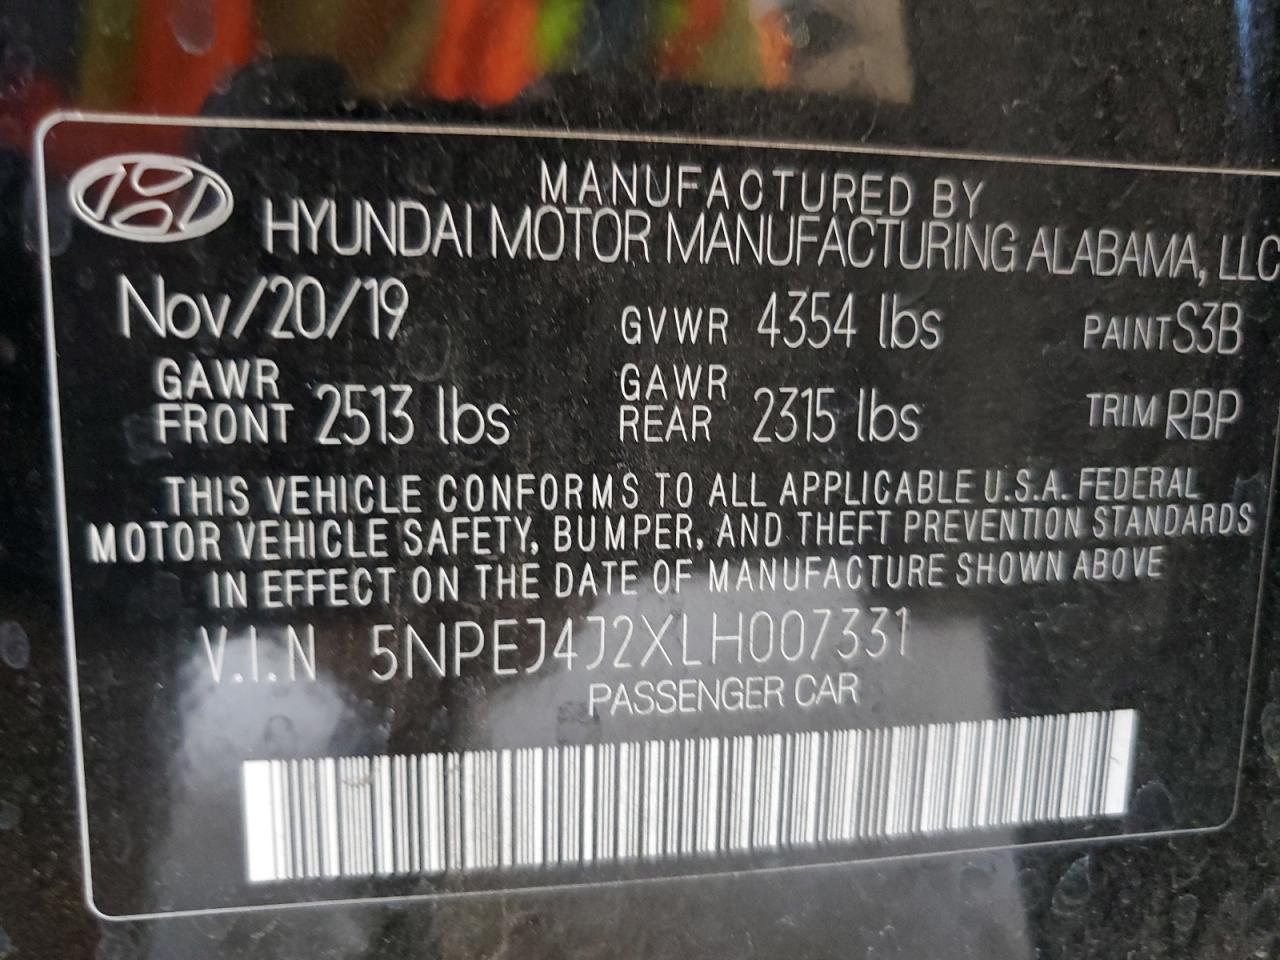 MANUFACTURED BY
HYUNDAI MOTOR MANUFACTURING ALABAMA, LLC
Nov/20/19 GVWR 4354 lbs PAINT S3B
GAWR FRONT 2513 lbs GAWR REAR 2315 lbs TRIM RBP
THIS VEHICLE CONFORMS TO ALL APPLICABLE U.S.A. FEDERAL
MOTOR VEHICLE SAFETY, BUMPER, AND THEFT PREVENTION STANDARDS
IN EFFECT ON THE DATE OF MANUFACTURE SHOWN ABOVE
V.I.N 5NPEJ4J2XLH007331
PASSENGER CAR